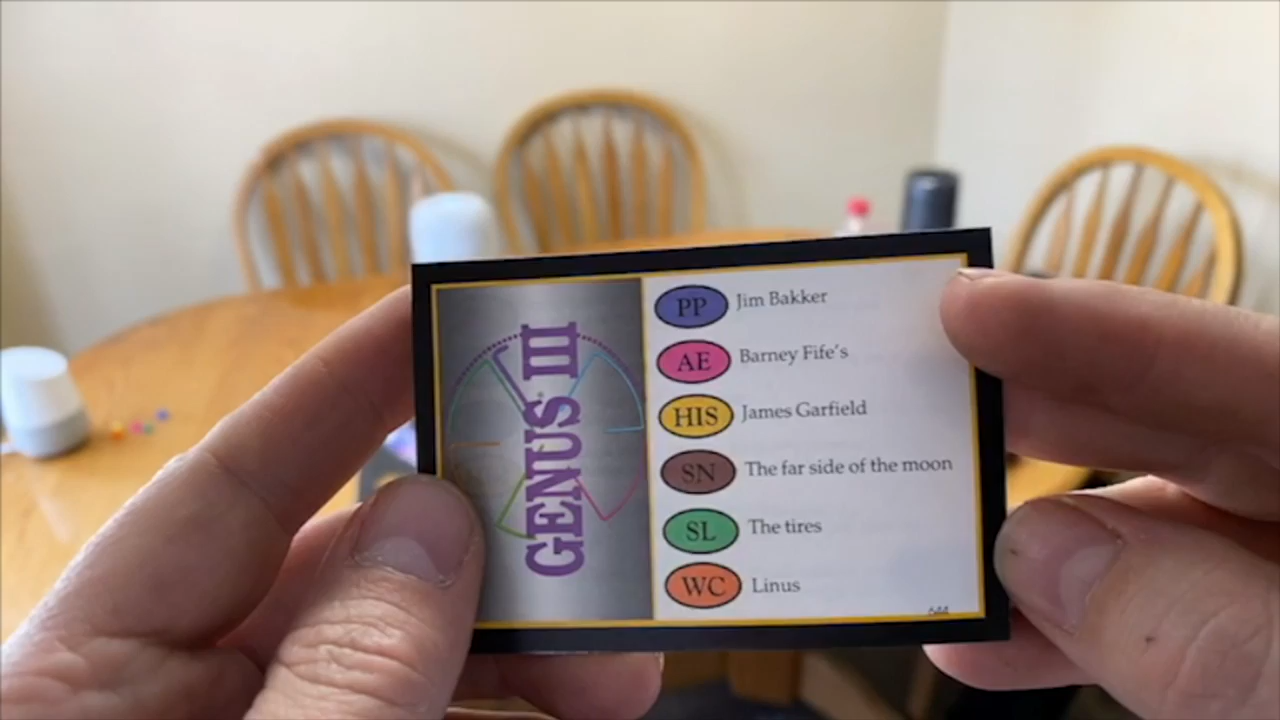 GENUS III
PP Jim Bakker
AE Barney Fife's
HIS James Garfield
SN The far side of the moon
SL The tires
WC Linus